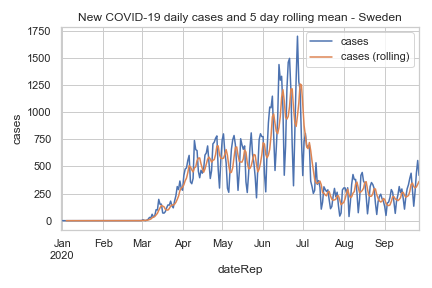 New COVID-19 daily cases and 5 day rolling mean - Sweden
cases
cases (rolling)
1750
1500
1250
1000
750
500
250
0
cases
Jan
2020
Feb
Mar
Apr
May
Jun
Jul
Aug
Sep
dateRep